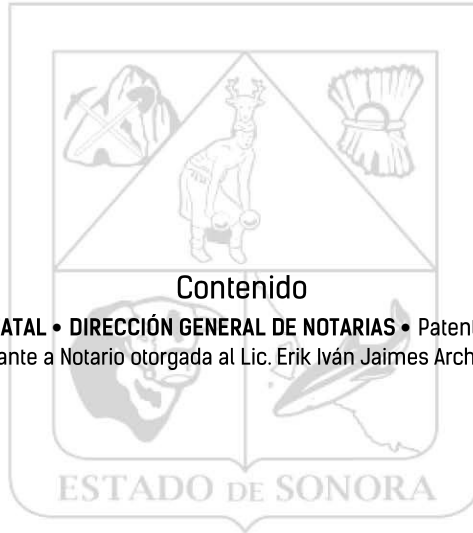 Contenido
ATAL • DIRECCIÓN GENERAL DE NOTARIAS • Patent
ante a Notario otorgada al Lic. Erik Iván Jaimes Arch
ESTADO DE SONORA